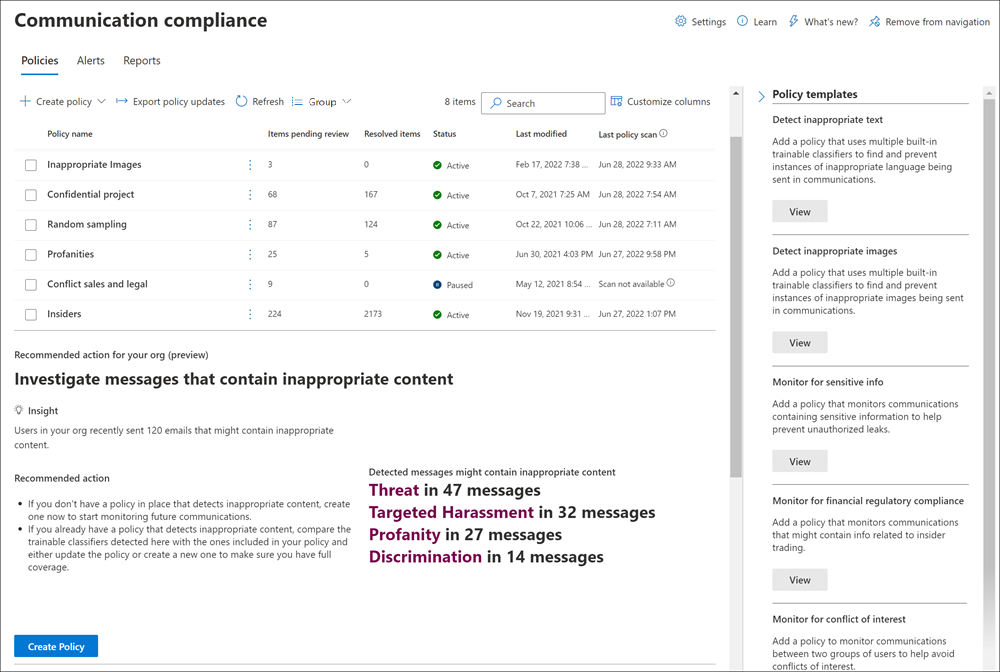 Communication compliance
Settings Learn What's new? Remove from navigation
Policies Alerts Reports
Create policy Export policy updates Refresh Group 8 items Search Customize columns
Policy name Items pending review Resolved items Status Last modified Last policy scan
Inappropriate Images 3 0 Active Feb 17, 2022 7:38 ... Jun 28, 2022 9:33 AM
Confidential project 68 167 Active Oct 7, 2021 7:25 AM Jun 28, 2022 7:54 AM
Random sampling 87 124 Active Oct 22, 2021 10:06 ... Jun 28, 2022 7:11 AM
Profanities 25 5 Active Jun 30, 2021 4:03 PM Jun 27, 2022 9:58 PM
Conflict sales and legal 9 0 Paused May 12, 2021 8:54 ... Scan not available
Insiders 224 2173 Active Nov 19, 2021 9:31 ... Jun 27, 2022 1:07 PM
Recommended action for your org (preview)
Investigate messages that contain inappropriate content
Insight
Users in your org recently sent 120 emails that might contain inappropriate
content.
Recommended action
• If you don't have a policy in place that detects inappropriate content, create
one now to start monitoring future communications.
• If you already have a policy that detects inappropriate content, compare the
trainable classifiers detected here with the ones included in your policy and
either update the policy or create a new one to make sure you have full
coverage.
Detected messages might contain inappropriate content
Threat in 47 messages
Targeted Harassment in 32 messages
Profanity in 27 messages
Discrimination in 14 messages
Create Policy
Policy templates
Detect inappropriate text
Add a policy that uses multiple built-in
trainable classifiers to find and prevent
instances of inappropriate language being
sent in communications.
View
Detect inappropriate images
Add a policy that uses multiple built-in
trainable classifiers to find and prevent
instances of inappropriate images being sent
in communications.
View
Monitor for sensitive info
Add a policy that monitors communications
containing sensitive information to help
prevent unauthorized leaks.
View
Monitor for financial regulatory compliance
Add a policy that monitors communications
that might contain info related to insider
trading.
View
Monitor for conflict of interest
Add a policy to monitor communications
between two groups of users to help avoid
conflicts of interest.